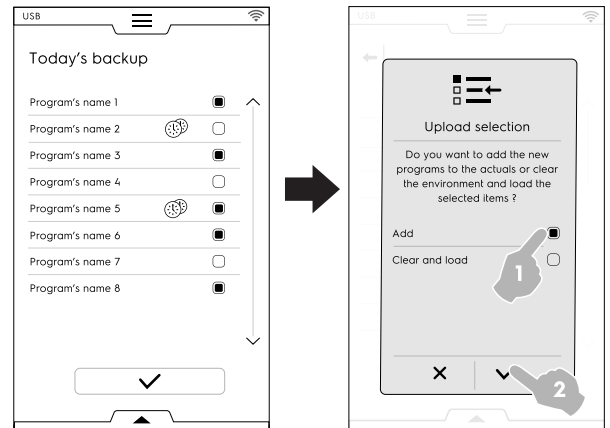 USB
Today's backup
Program's name 1
Program's name 2
Program's name 3
Program's name 4
Program's name 5
Program's name 6
Program's name 7
Program's name 8
USB
Upload selection
Do you want to add the new
programs to the actuals or clear
the environment and load the
selected items ?
Add
Clear and load
1
2